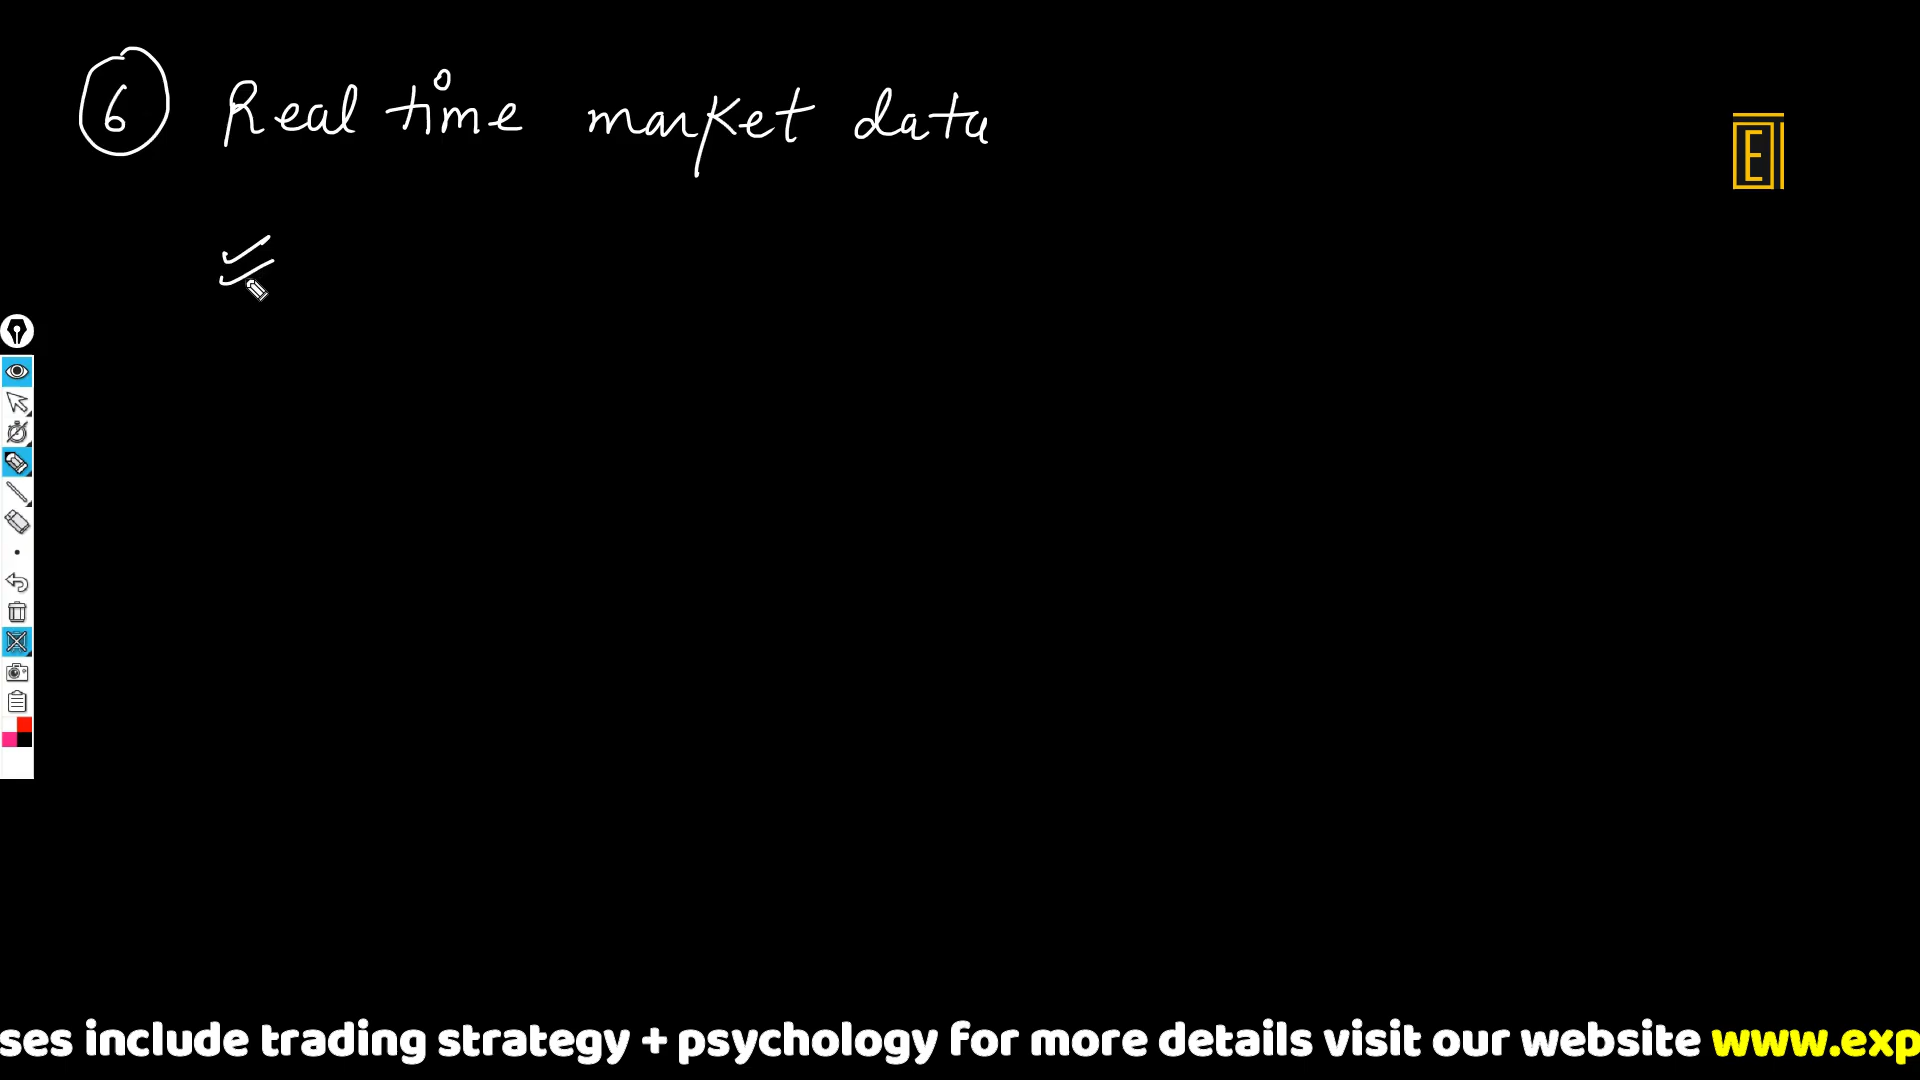 6 Real time market data
E
ses include trading strategy + psychology for more details visit our website www.exp